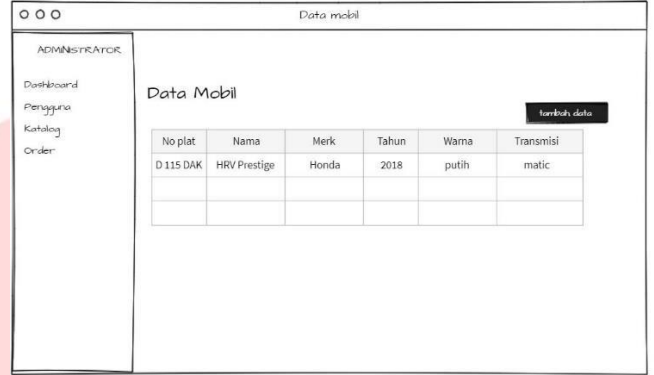 Data mobil
ADMINISTRATOR
Dashboard
Pengguna
Katalog
Order
Data Mobil
tambah data
No plat Nama Merk Tahun Warna Transmisi
D 115 DAK HRV Prestige Honda 2018 putih matic